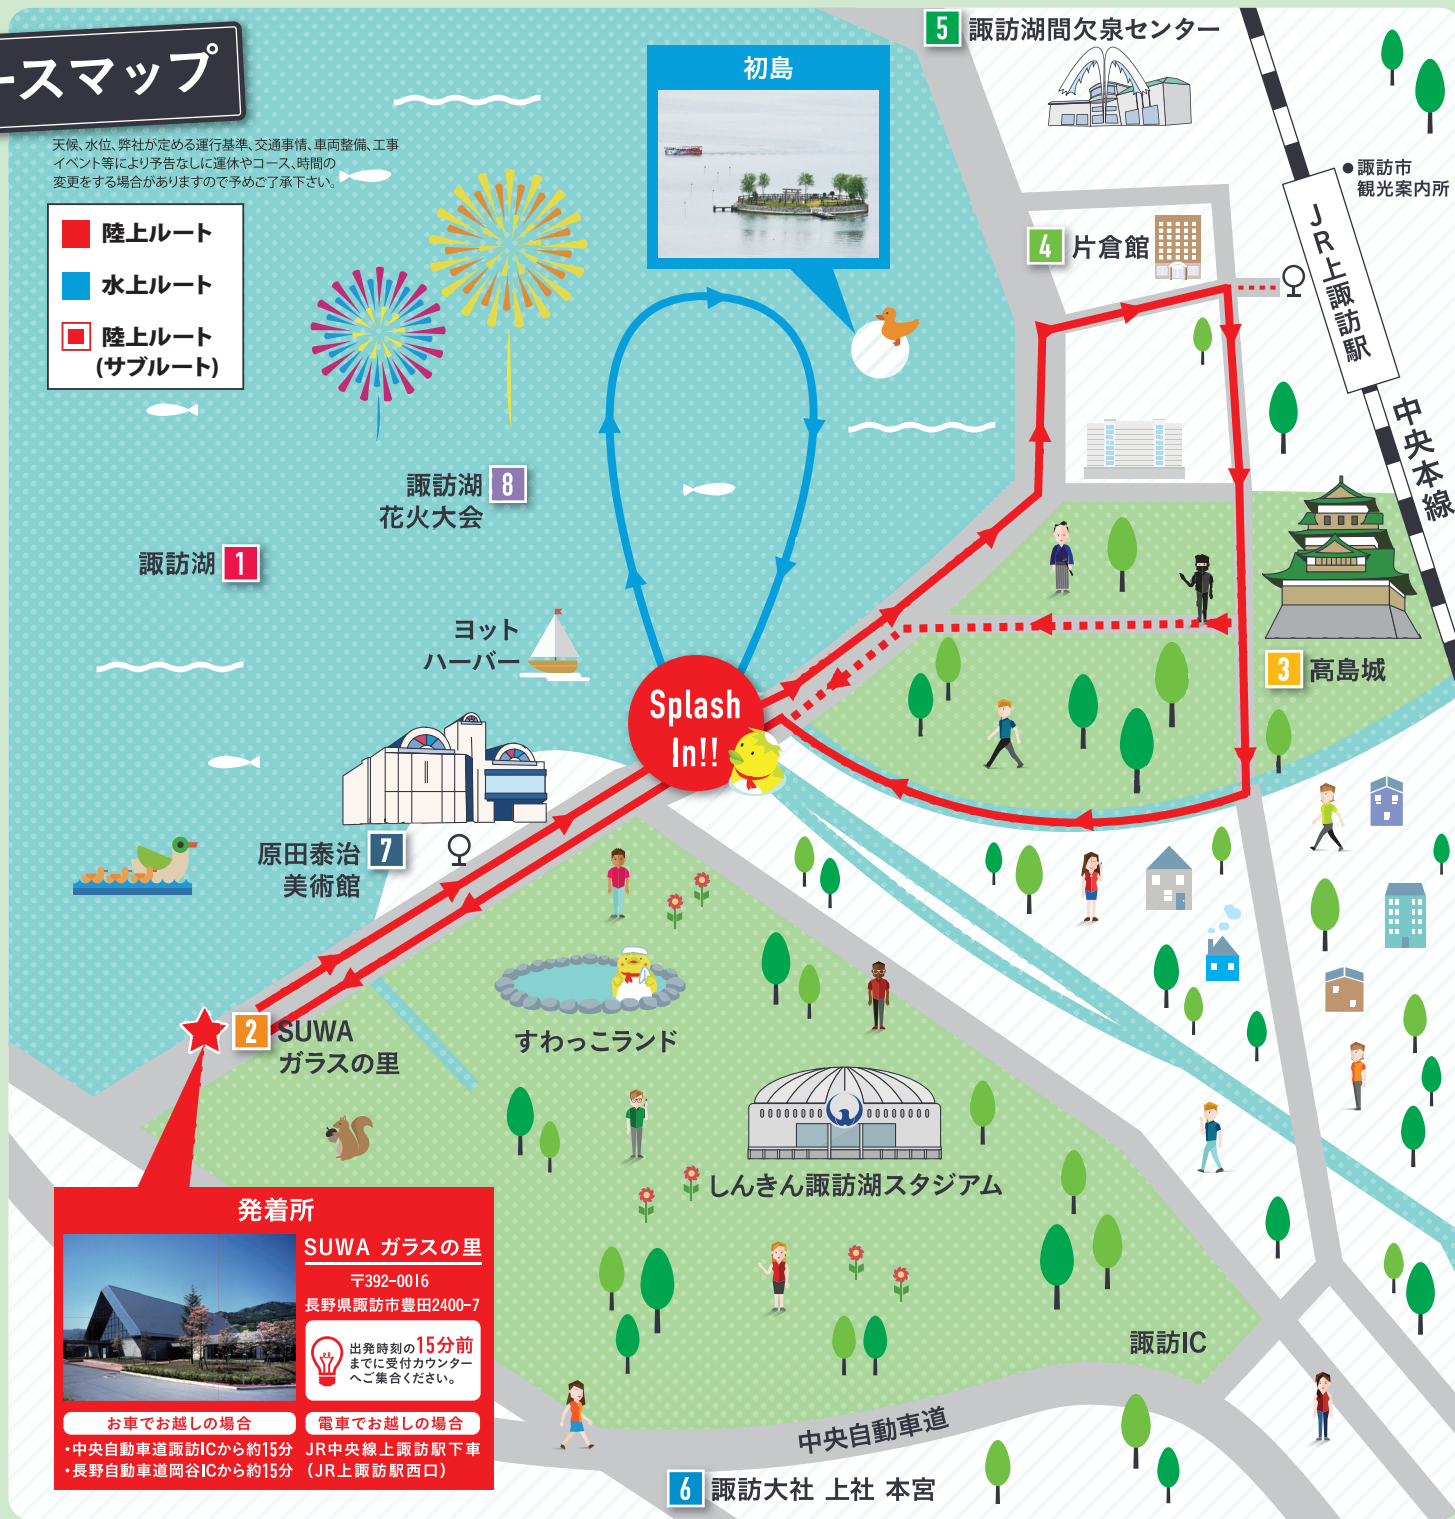 ースマップ
天候、水位、弊社が定める運行基準、交通事情、車両整備、工事
イベント等により予告なしに運休やコース、時間の
変更をする場合がありますので予めご了承下さい。
陸上ルート
水上ルート
陸上ルート
(サブルート)
初島
5 諏訪湖間欠泉センター
諏訪市
観光案内所
4 片倉館
JR上諏訪駅
中央本線
諏訪湖 8
花火大会
諏訪湖 1
ヨット
ハーバー
Splash
In!!
3 高島城
原田泰治 7
美術館
2 SUWA
ガラスの里
すわっこランド
しんきん諏訪湖スタジアム
発着所
SUWA ガラスの里
〒392-0016
長野県諏訪市豊田2400-7
出発時刻の15分前
までに受付カウンター
へご集合ください。
お車でお越しの場合
・中央自動車道諏訪ICから約15分
・長野自動車道岡谷ICから約15分
電車でお越しの場合
JR中央線上諏訪駅下車
(JR上諏訪駅西口)
諏訪IC
中央自動車道
6 諏訪大社 上社 本宮